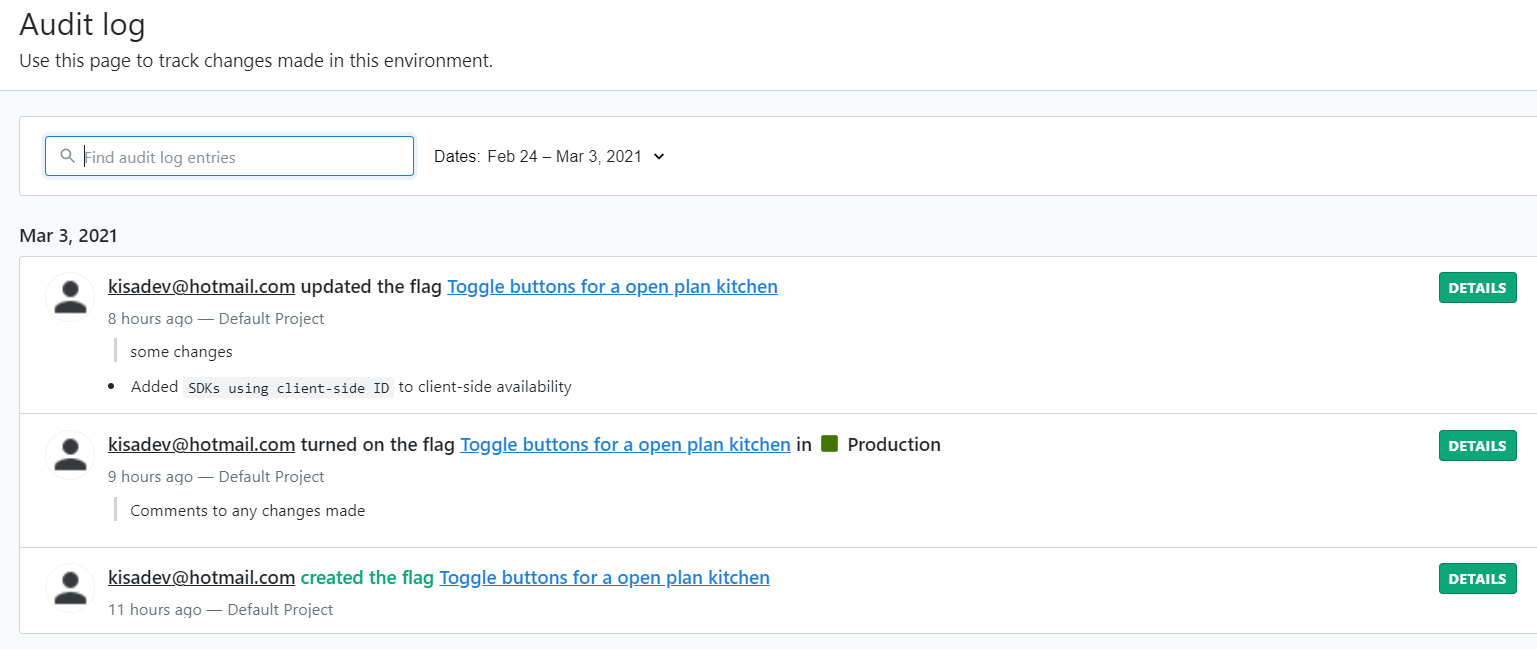 Audit log
Use this page to track changes made in this environment.
Find audit log entries
Dates: Feb 24 – Mar 3, 2021
Mar 3, 2021
kisadev@hotmail.com updated the flag Toggle buttons for a open plan kitchen
DETAILS
8 hours ago — Default Project
some changes
• Added SDKs using client-side ID to client-side availability
kisadev@hotmail.com turned on the flag Toggle buttons for a open plan kitchen in Production
DETAILS
9 hours ago — Default Project
Comments to any changes made
kisadev@hotmail.com created the flag Toggle buttons for a open plan kitchen
DETAILS
11 hours ago — Default Project